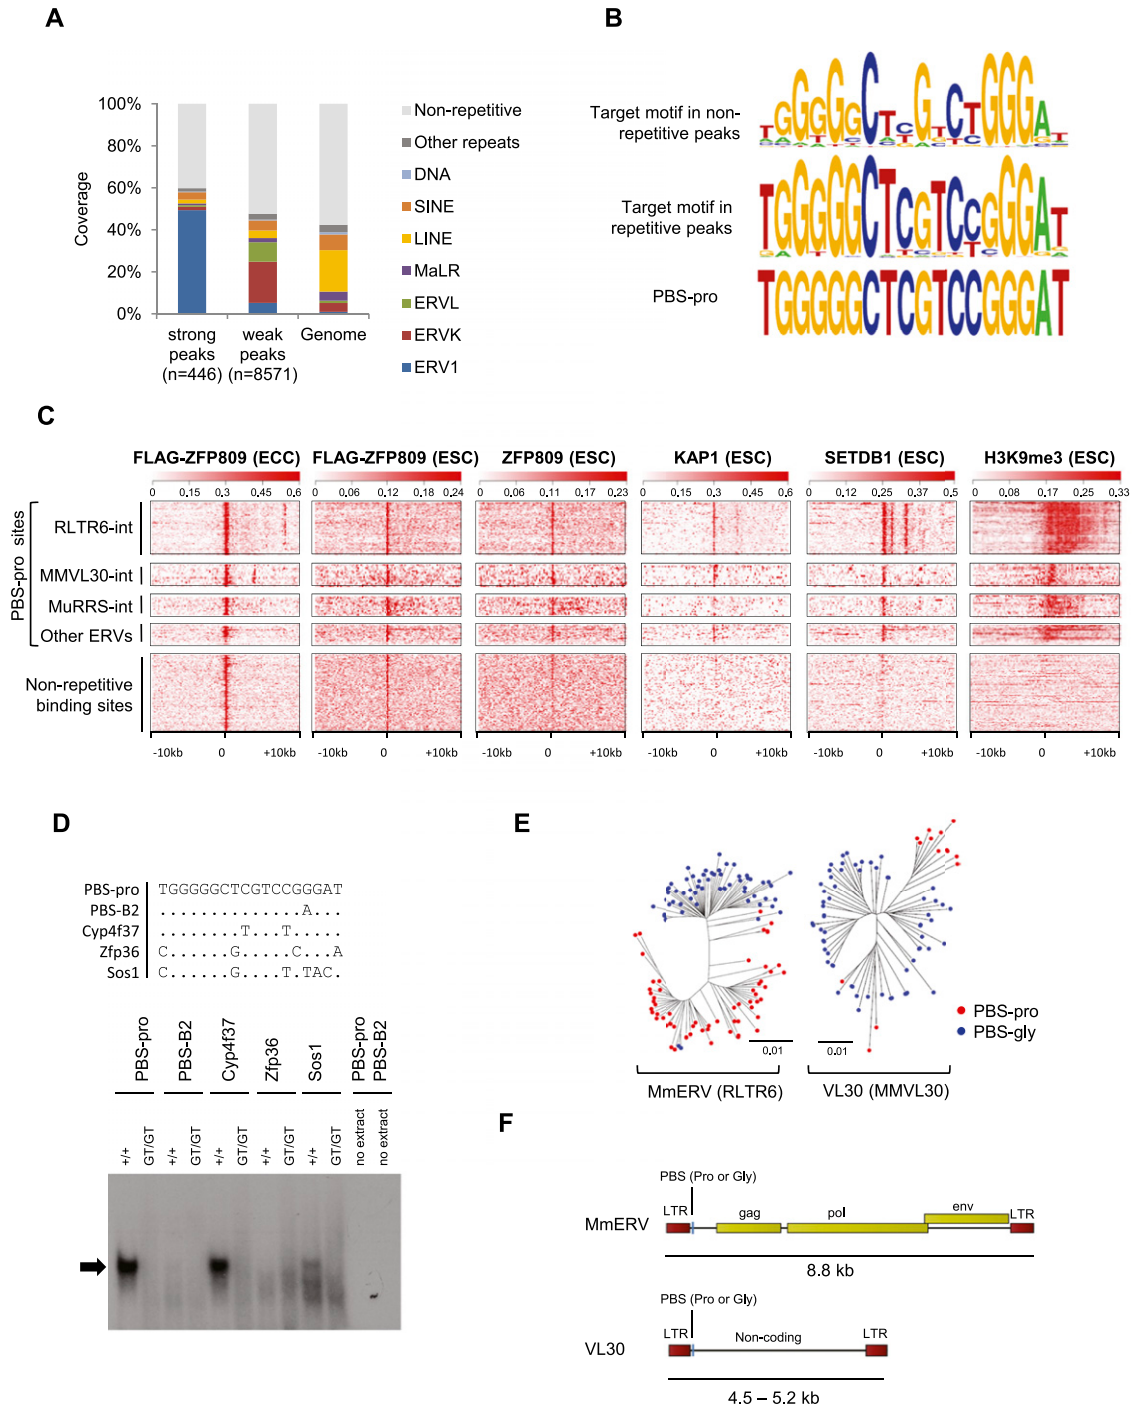 A
100%
80%
60%
40%
20%
0%
Coverage
strong peaks (n=446)
weak peaks (n=8571)
Genome
Non-repetitive
Other repeats
DNA
SINE
LINE
MaLR
ERVL
ERVK
ERV1
B
Target motif in non-
repetitive peaks
Target motif in
repetitive peaks
TGGGGGCTCGTCCGGGAT
PBS-pro
TGGGGGCTCGTCCGGGAT
C
FLAG-ZFP809 (ECC)
0 0.15 0.3 0.45 0.6
FLAG-ZFP809 (ESC)
0 0.06 0.12 0.18 0.24
ZFP809 (ESC)
0 0.06 0.11 0.17 0.23
KAP1 (ESC)
0 0.15 0.3 0.45 0.6
SETDB1 (ESC)
0 0.12 0.25 0.37 0.5
H3K9me3 (ESC)
0 0.08 0.17 0.25 0.33
PBS-pro sites
RLTR6-int
MMVL30-int
MuRRS-int
Other ERVs
Non-repetitive
binding sites
-10kb 0 +10kb
-10kb 0 +10kb
-10kb 0 +10kb
-10kb 0 +10kb
-10kb 0 +10kb
-10kb 0 +10kb
D
PBS-pro TGGGGGCTCGTCCGGGAT
PBS-B2 ..............A...
Cyp4f37 ........T...T.....
Zfp36 C......G.....C...A
Sos1 C......G....T.TAC.
PBS-pro
PBS-B2
Cyp4f37
Zfp36
Sos1
PBS-pro
PBS-B2
+/+
GT/GT
+/+
GT/GT
+/+
GT/GT
+/+
GT/GT
+/+
GT/GT
no extract
no extract
E
0.01
0.01
PBS-pro
PBS-gly
MmERV (RLTR6)
VL30 (MMVL30)
F
PBS (Pro or Gly)
MmERV
LTR
gag
pol
env
LTR
8.8 kb
PBS (Pro or Gly)
VL30
LTR
Non-coding
LTR
4.5 – 5.2 kb